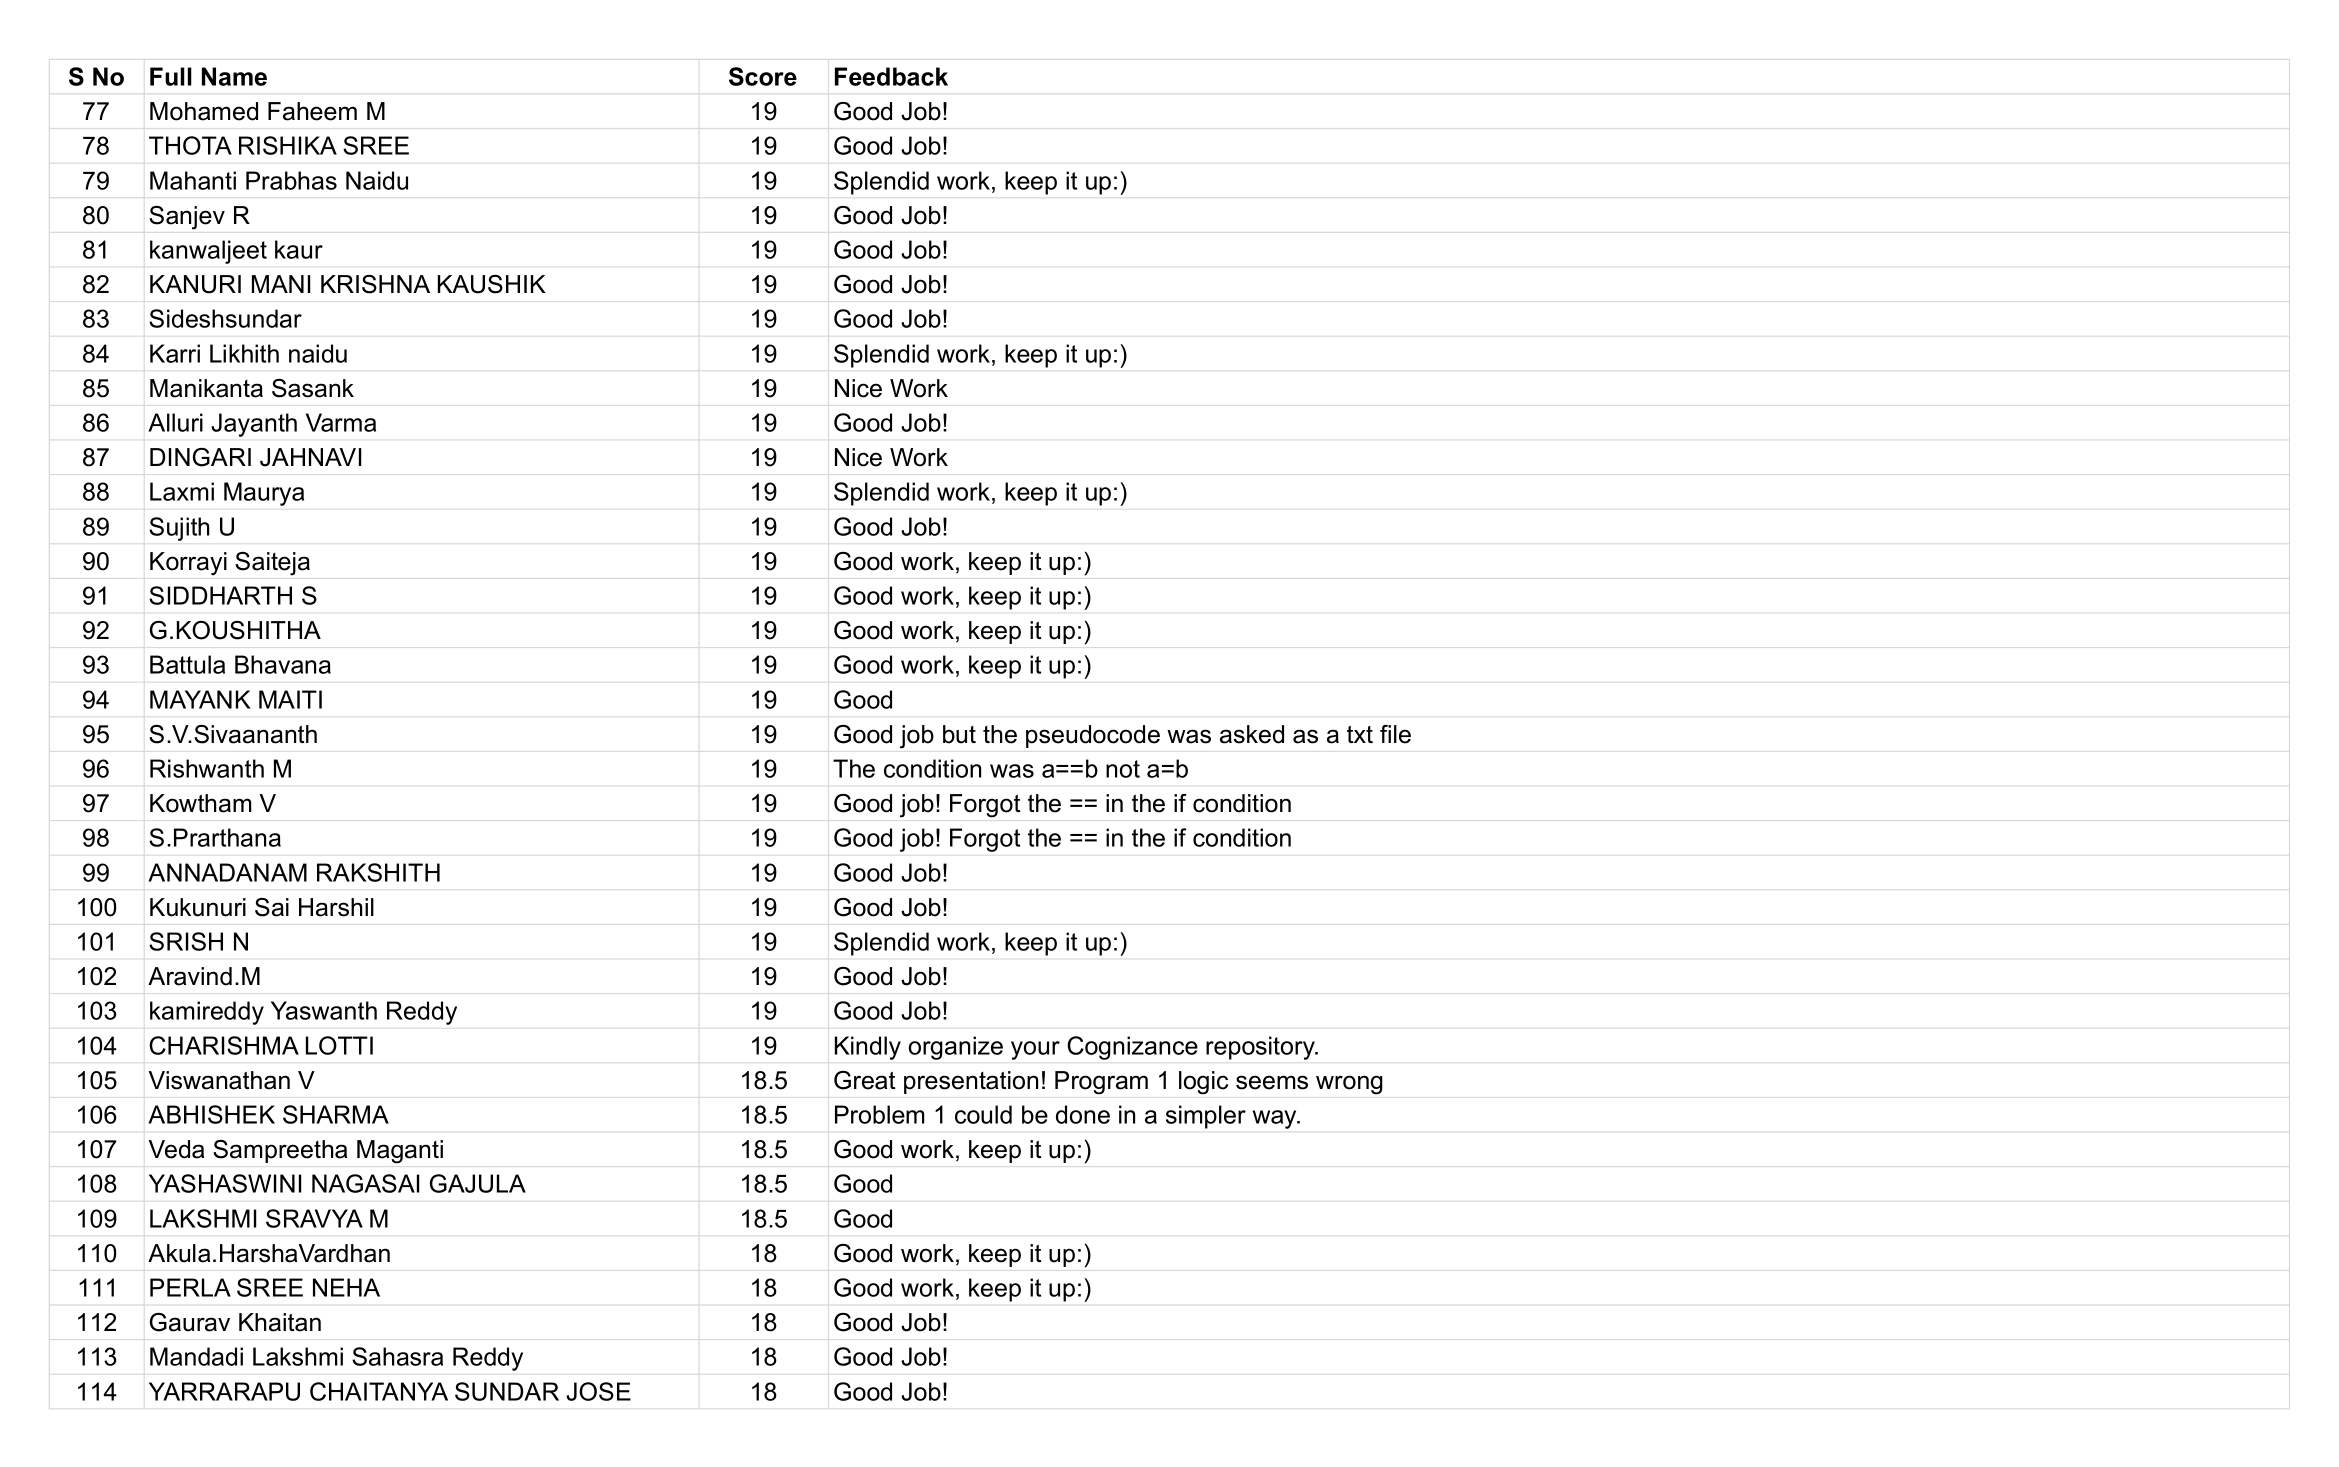 S No Full Name Score Feedback
77 Mohamed Faheem M 19 Good Job!
78 THOTA RISHIKA SREE 19 Good Job!
79 Mahanti Prabhas Naidu 19 Splendid work, keep it up:)
80 Sanjev R 19 Good Job!
81 kanwaljeet kaur 19 Good Job!
82 KANURI MANI KRISHNA KAUSHIK 19 Good Job!
83 Sideshsundar 19 Good Job!
84 Karri Likhith naidu 19 Splendid work, keep it up:)
85 Manikanta Sasank 19 Nice Work
86 Alluri Jayanth Varma 19 Good Job!
87 DINGARI JAHNAVI 19 Nice Work
88 Laxmi Maurya 19 Splendid work, keep it up:)
89 Sujith U 19 Good Job!
90 Korrayi Saiteja 19 Good work, keep it up:)
91 SIDDHARTH S 19 Good work, keep it up:)
92 G.KOUSHITHA 19 Good work, keep it up:)
93 Battula Bhavana 19 Good work, keep it up:)
94 MAYANK MAITI 19 Good
95 S.V.Sivaananth 19 Good job but the pseudocode was asked as a txt file
96 Rishwanth M 19 The condition was a==b not a=b
97 Kowtham V 19 Good job! Forgot the == in the if condition
98 S.Prarthana 19 Good job! Forgot the == in the if condition
99 ANNADANAM RAKSHITH 19 Good Job!
100 Kukunuri Sai Harshil 19 Good Job!
101 SRISH N 19 Splendid work, keep it up:)
102 Aravind.M 19 Good Job!
103 kamireddy Yaswanth Reddy 19 Good Job!
104 CHARISHMA LOTTI 19 Kindly organize your Cognizance repository.
105 Viswanathan V 18.5 Great presentation! Program 1 logic seems wrong
106 ABHISHEK SHARMA 18.5 Problem 1 could be done in a simpler way.
107 Veda Sampreetha Maganti 18.5 Good work, keep it up:)
108 YASHASWINI NAGASAI GAJULA 18.5 Good
109 LAKSHMI SRAVYA M 18.5 Good
110 Akula.HarshaVardhan 18 Good work, keep it up:)
111 PERLA SREE NEHA 18 Good work, keep it up:)
112 Gaurav Khaitan 18 Good Job!
113 Mandadi Lakshmi Sahasra Reddy 18 Good Job!
114 YARRARAPU CHAITANYA SUNDAR JOSE 18 Good Job!